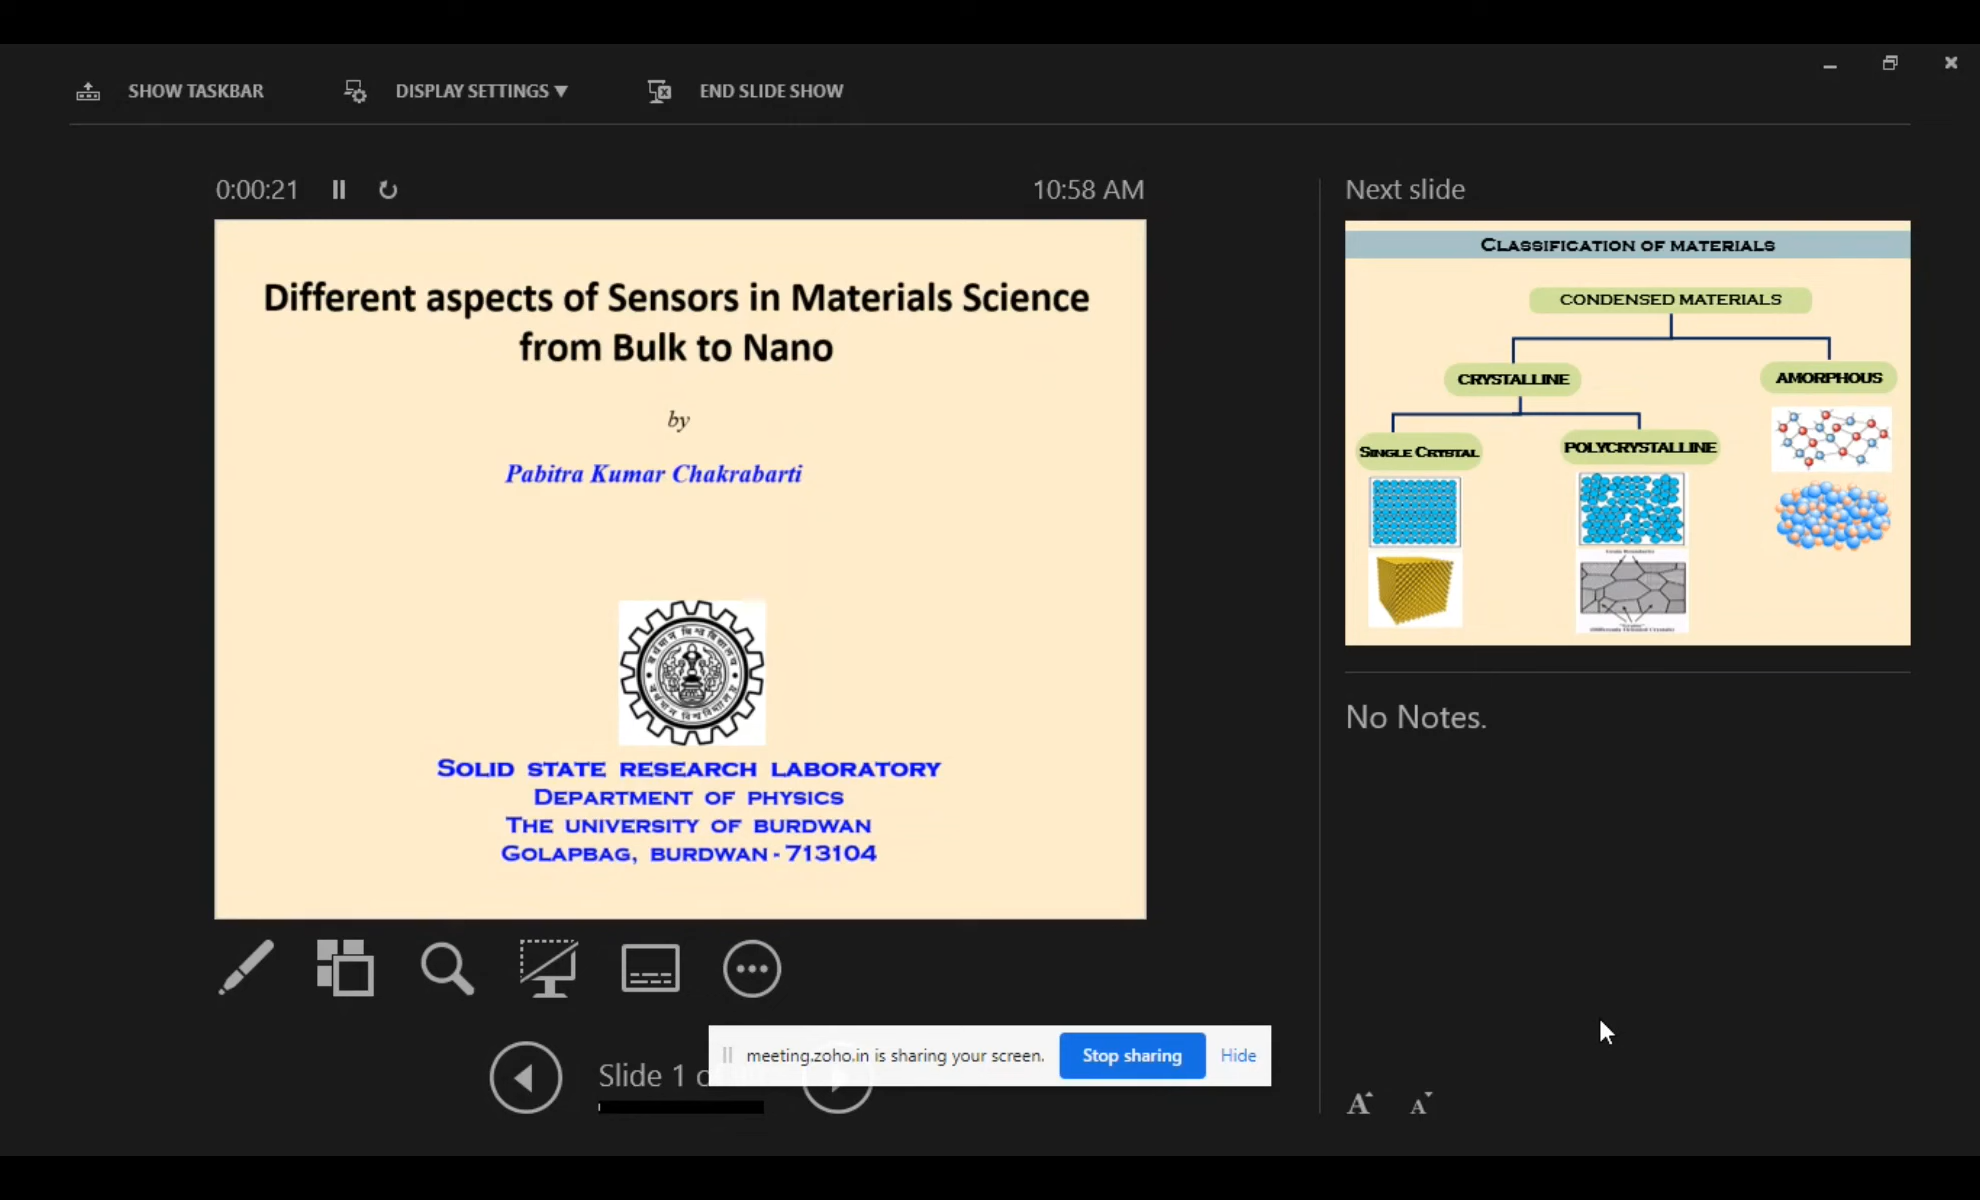 SHOW TASKBAR
DISPLAY SETTINGS ▾
END SLIDE SHOW
0:00:21
10:58 AM
Different aspects of Sensors in Materials Science
from Bulk to Nano
by
Pabitra Kumar Chakrabarti
SOLID STATE RESEARCH LABORATORY
DEPARTMENT OF PHYSICS
THE UNIVERSITY OF BURDWAN
GOLAPBAG, BURDWAN - 713104
Slide 1 o
meeting.zoho.in is sharing your screen.
Stop sharing
Hide
Next slide
CLASSIFICATION OF MATERIALS
CONDENSED MATERIALS
CRYSTALLINE
AMORPHOUS
SINGLE CRYSTAL
POLYCRYSTALLINE
Grain Boundaries
No Notes.
A
A